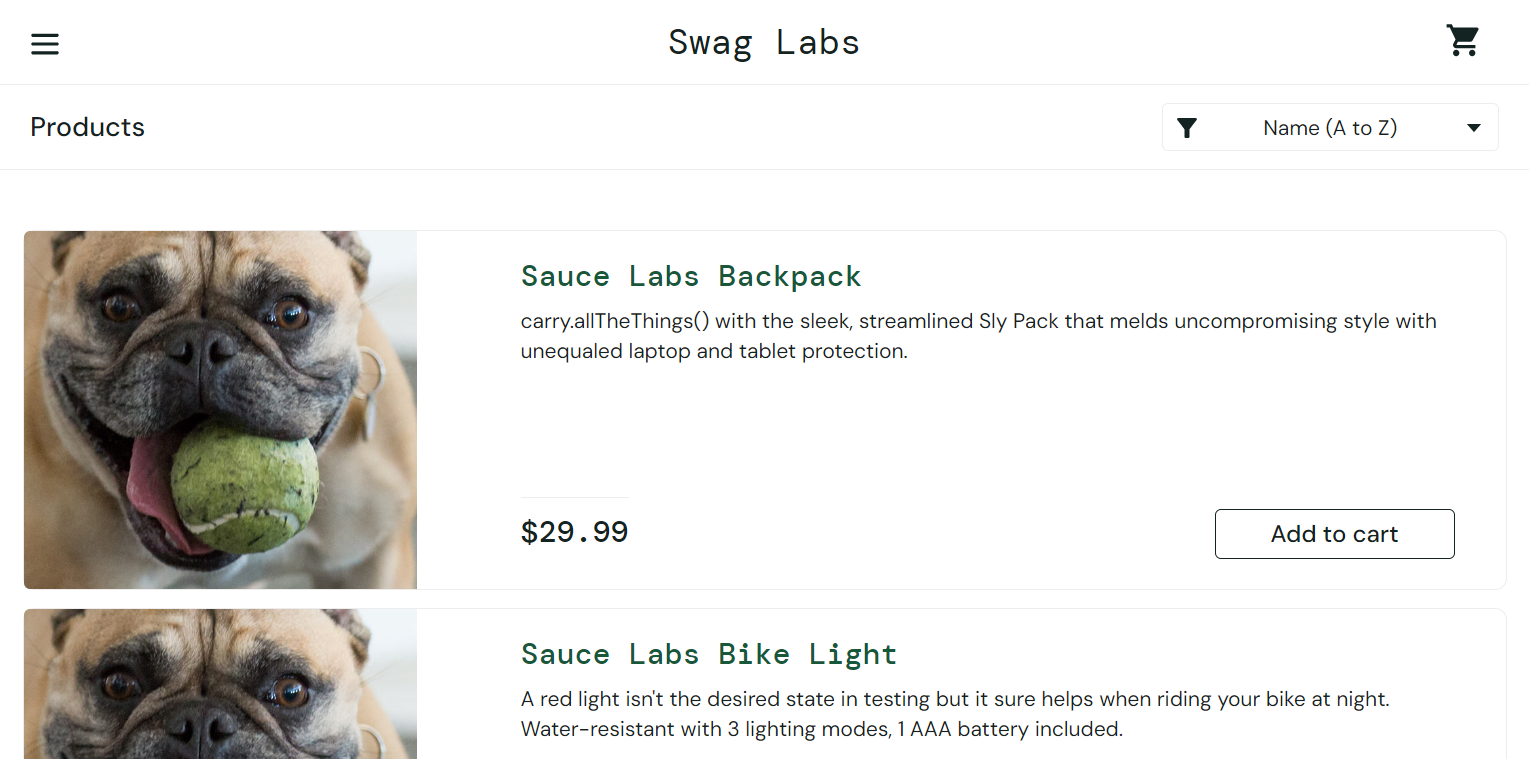 Swag Labs
Products
Name (A to Z)
Sauce Labs Backpack
carry.allTheThings() with the sleek, streamlined Sly Pack that melds uncompromising style with
unequaled laptop and tablet protection.
$29.99
Add to cart
Sauce Labs Bike Light
A red light isn't the desired state in testing but it sure helps when riding your bike at night.
Water-resistant with 3 lighting modes, 1 AAA battery included.